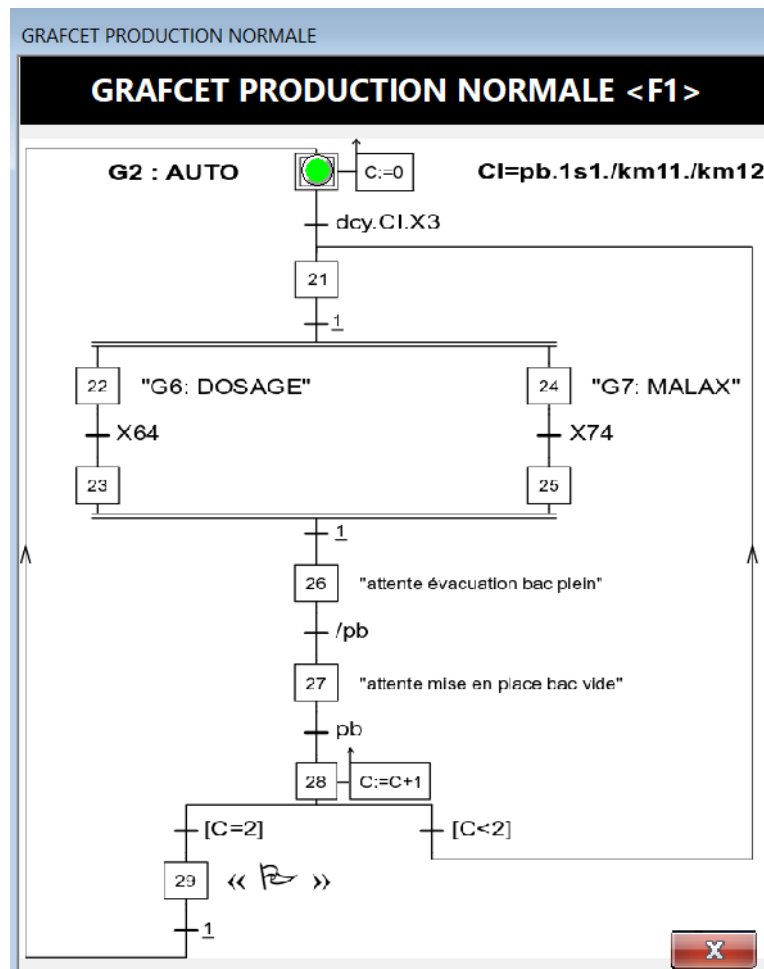 GRAFCET PRODUCTION NORMALE
GRAFCET PRODUCTION NORMALE <F1>
G2 : AUTO
C:=0
CI=pb.1s1./km11./km12
dcy.CI.X3
21
1
22 "G6: DOSAGE"
24 "G7: MALAX"
X64
X74
23
25
1
26 "attente évacuation bac plein"
/pb
27 "attente mise en place bac vide"
pb
28 C:=C+1
[C=2]
[C<2]
29 « »
1
X